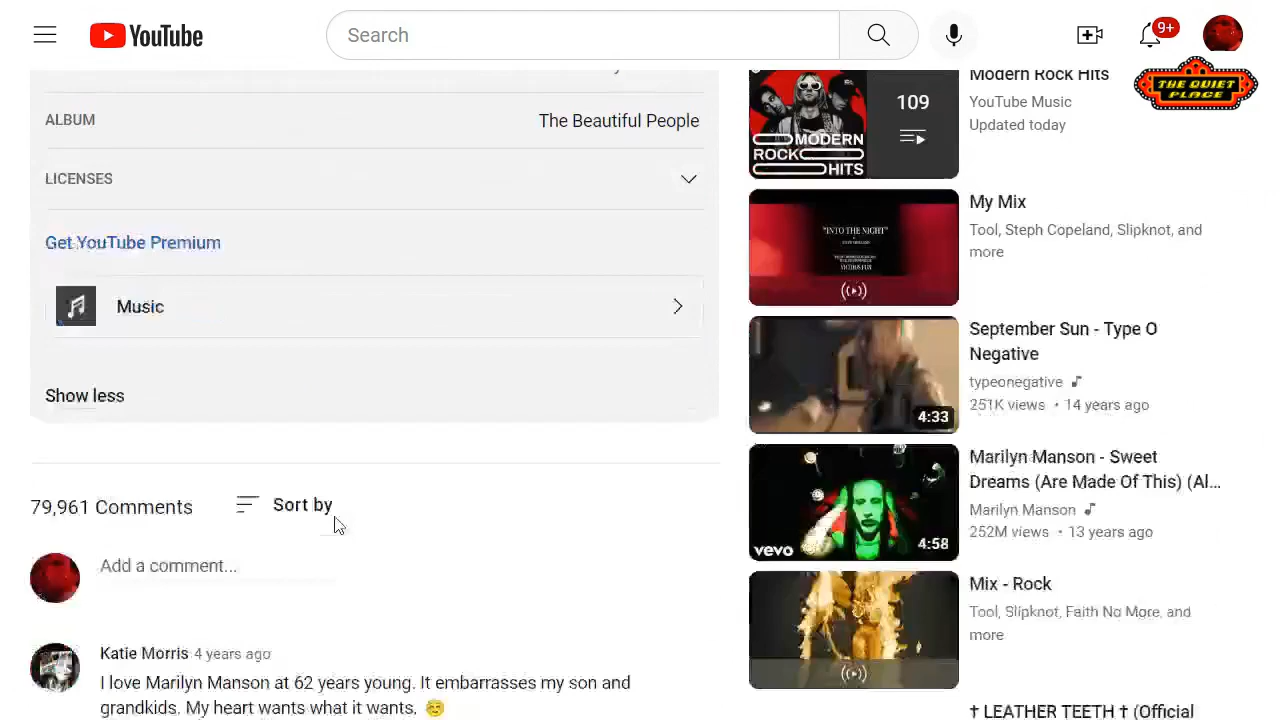 YouTube
Search
9+
THE QUIET
PLACE
ALBUM
The Beautiful People
LICENSES
Get YouTube Premium
Music
Show less
79,961 Comments
Sort by
Add a comment...
Katie Morris 4 years ago
I love Marilyn Manson at 62 years young. It embarrasses my son and
grandkids. My heart wants what it wants. 😇
MODERN
ROCK
HITS
109
Modern Rock Hits
YouTube Music
Updated today
"INTO THE NIGHT"
My Mix
Tool, Steph Copeland, Slipknot, and
more
4:33
September Sun - Type O
Negative
typeonegative
251K views • 14 years ago
vevo
4:58
Marilyn Manson - Sweet
Dreams (Are Made Of This) (Al...
Marilyn Manson
252M views • 13 years ago
Mix - Rock
Tool, Slipknot, Faith No More, and
more
† LEATHER TEETH † (Official